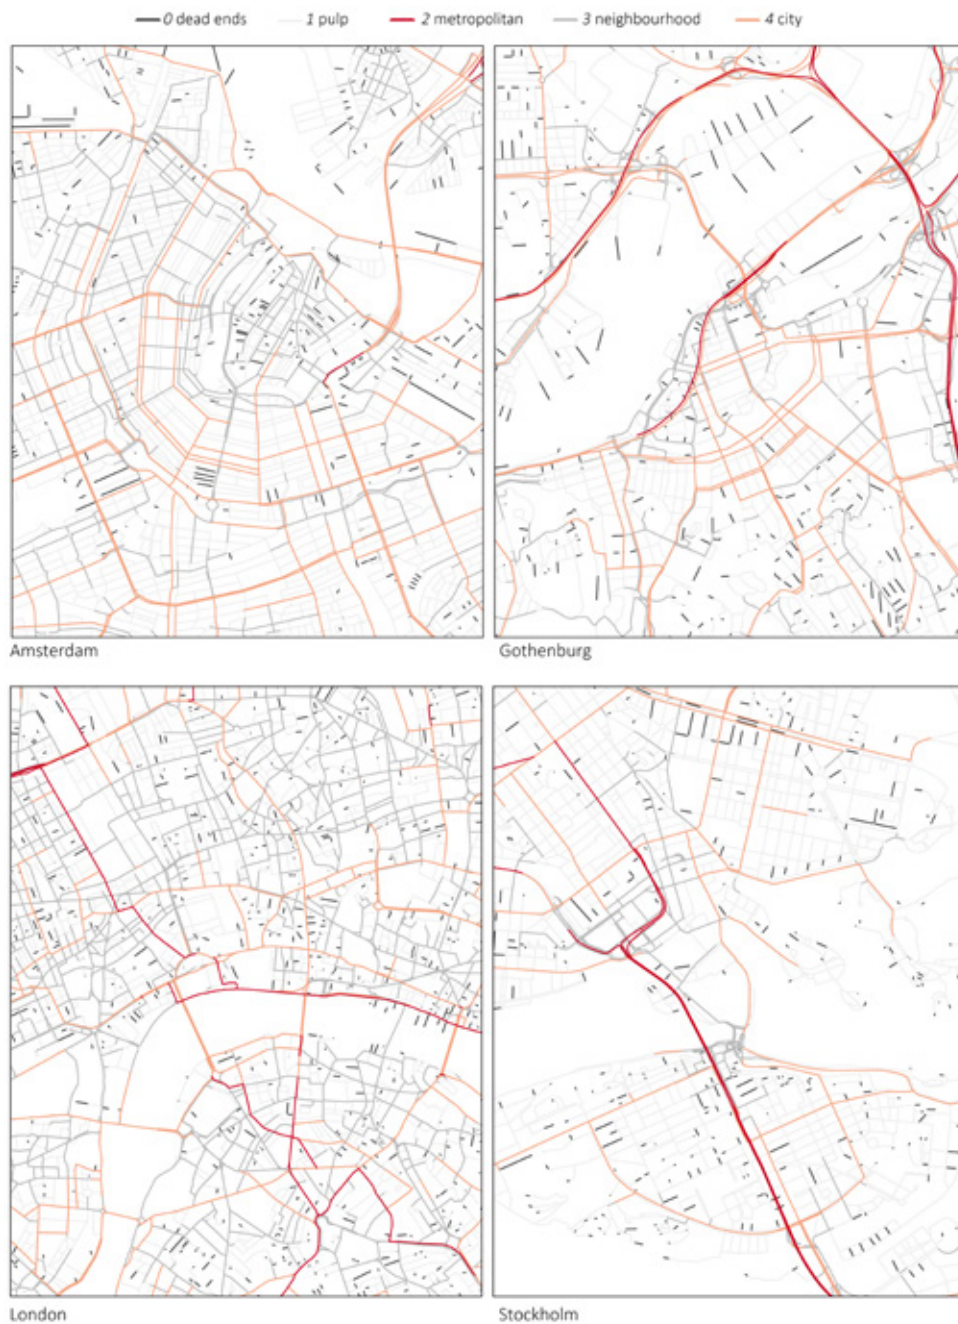 0 dead ends 1 pulp 2 metropolitan 3 neighbourhood 4 city
Amsterdam Gothenburg
London Stockholm